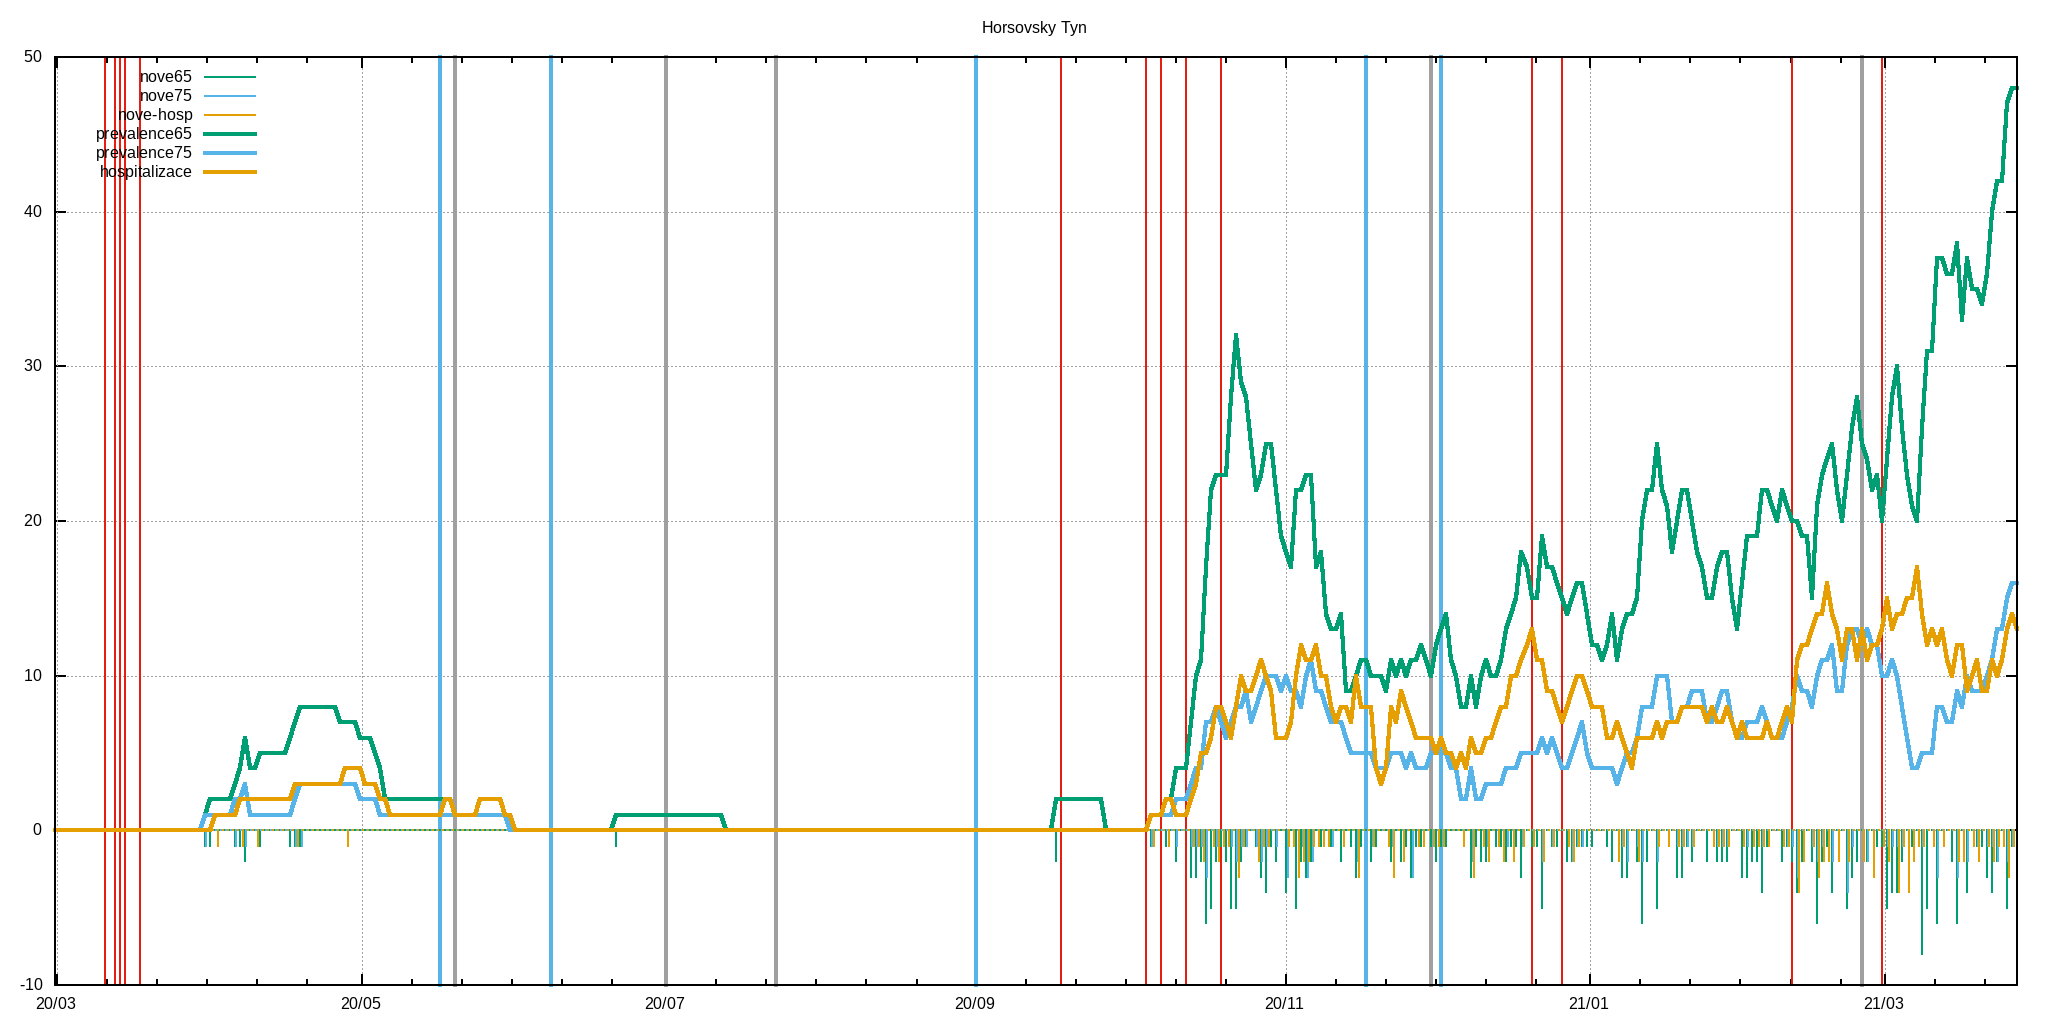 Horsovsky Tyn
50
40
30
20
10
0
-10
nove65
nove75
nove-hosp
prevalence65
prevalence75
hospitalizace
20/03 20/05 20/07 20/09 20/11 21/01 21/03